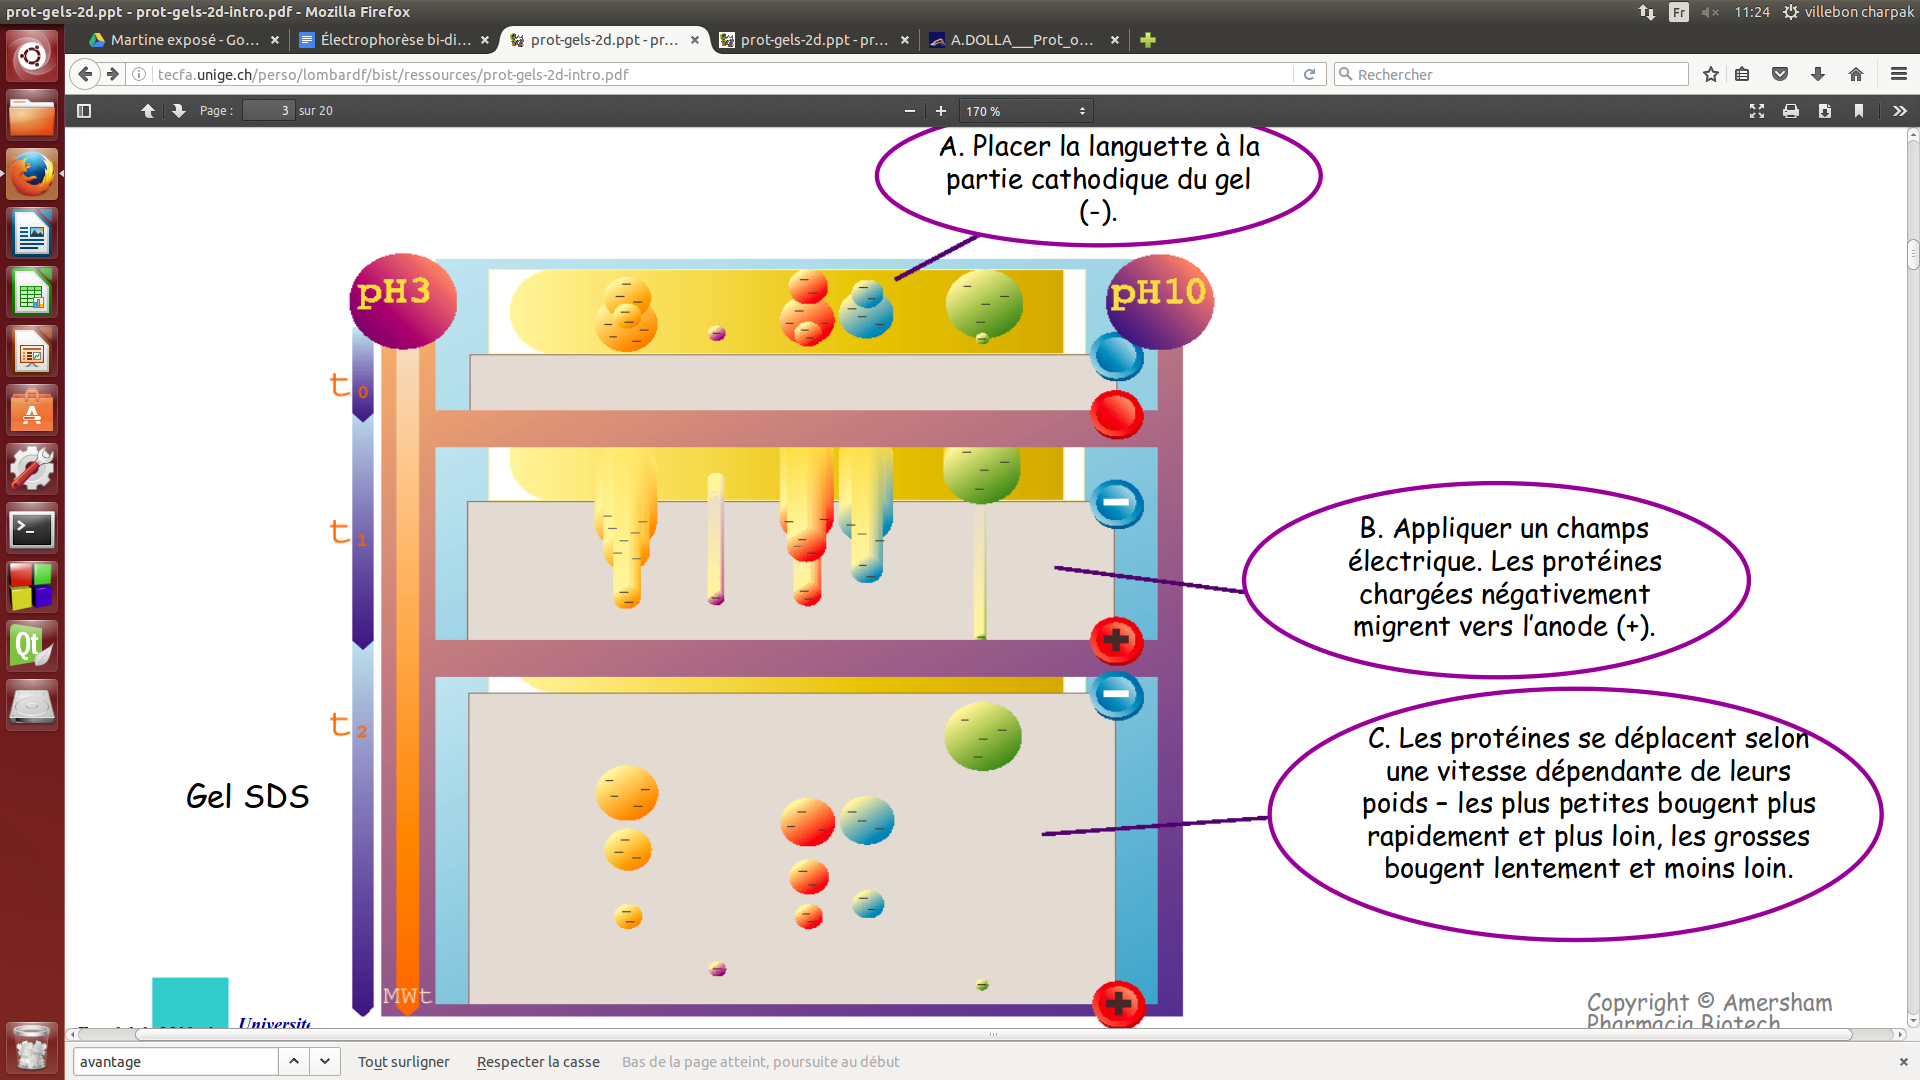 prot-gels-2d.ppt - prot-gels-2d-intro.pdf - Mozilla Firefox
Fr 11:24 villebon charpak
Martine exposé - Go... × Électrophorèse bi-di... × prot-gels-2d.ppt - pr... × prot-gels-2d.ppt - pr... × A.DOLLA___Prot_o... ×
tecfa.unige.ch/perso/lombardf/bist/ressources/prot-gels-2d-intro.pdf
Rechercher
Page : 3 sur 20
170 %
A. Placer la languette à la
partie cathodique du gel
(-).
pH3
pH10
t0
t1
B. Appliquer un champs
électrique. Les protéines
chargées négativement
migrent vers l'anode (+).
t2
C. Les protéines se déplacent selon
une vitesse dépendante de leurs
poids – les plus petites bougent plus
rapidement et plus loin, les grosses
bougent lentement et moins loin.
Gel SDS
MWt
Copyright © Amersham
Pharmacia Biotech
Université
avantage
Tout surligner
Respecter la casse
Bas de la page atteint, poursuite au début